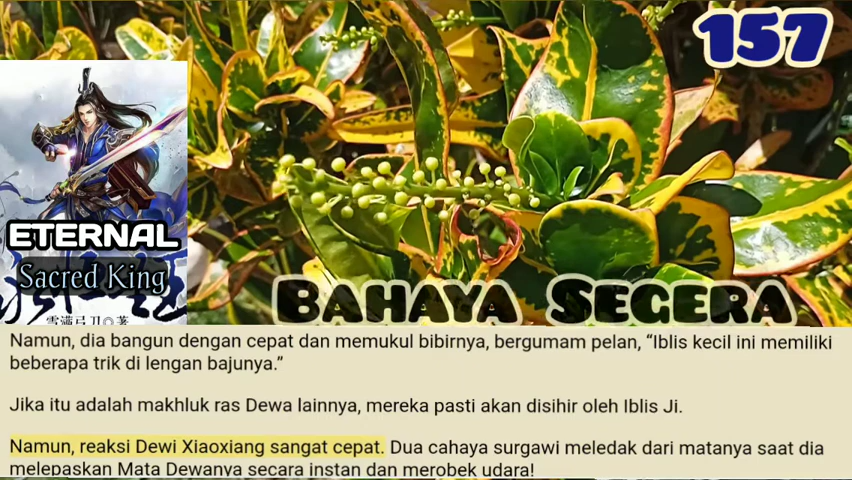 157
ETERNAL
Sacred King
雪满弓刀◎著
BAHAYA SEGERA
Namun, dia bangun dengan cepat dan memukul bibirnya, bergumam pelan, “Iblis kecil ini memiliki
beberapa trik di lengan bajunya.”
Jika itu adalah makhluk ras Dewa lainnya, mereka pasti akan disihir oleh Iblis Ji.
Namun, reaksi Dewi Xiaoxiang sangat cepat. Dua cahaya surgawi meledak dari matanya saat dia
melepaskan Mata Dewanya secara instan dan merobek udara!